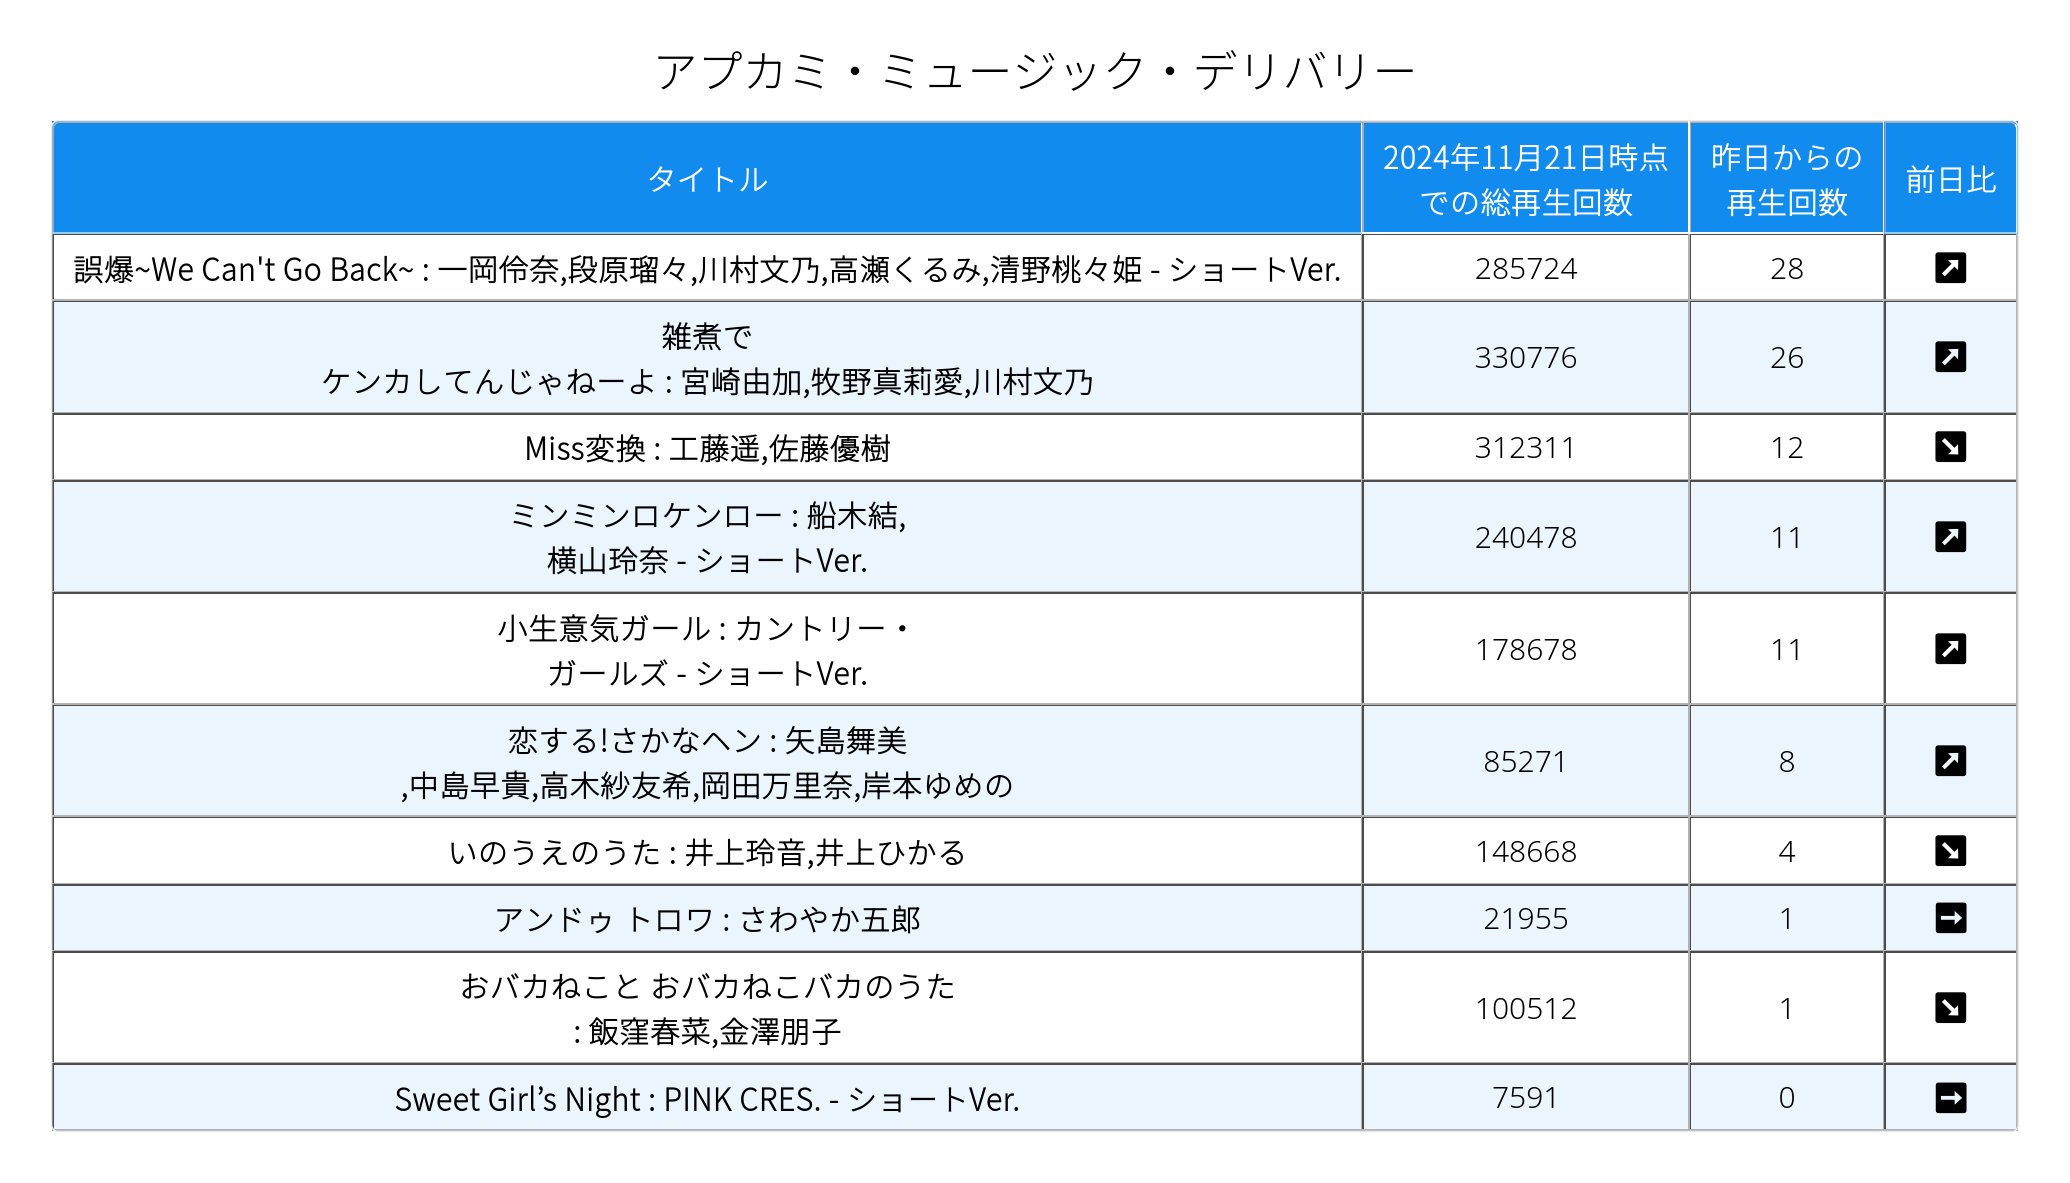 アプカミ・ミュージック・デリバリー
タイトル
2024年11月21日時点
での総再生回数
昨日からの
再生回数
前日比
誤爆~We Can't Go Back~ : 一岡伶奈,段原瑠々,川村文乃,高瀬くるみ,清野桃々姫 - ショートVer.
285724
28
雑煮で
ケンカしてんじゃねーよ : 宮崎由加,牧野真莉愛,川村文乃
330776
26
Miss変換 : 工藤遥,佐藤優樹
312311
12
ミンミンロケンロー : 船木結,
横山玲奈 - ショートVer.
240478
11
小生意気ガール : カントリー・
ガールズ - ショートVer.
178678
11
恋する!さかなヘン : 矢島舞美
,中島早貴,高木紗友希,岡田万里奈,岸本ゆめの
85271
8
いのうえのうた : 井上玲音,井上ひかる
148668
4
アンドゥ トロワ : さわやか五郎
21955
1
おバカねこと おバカねこバカのうた
: 飯窪春菜,金澤朋子
100512
1
Sweet Girl’s Night : PINK CRES. - ショートVer.
7591
0